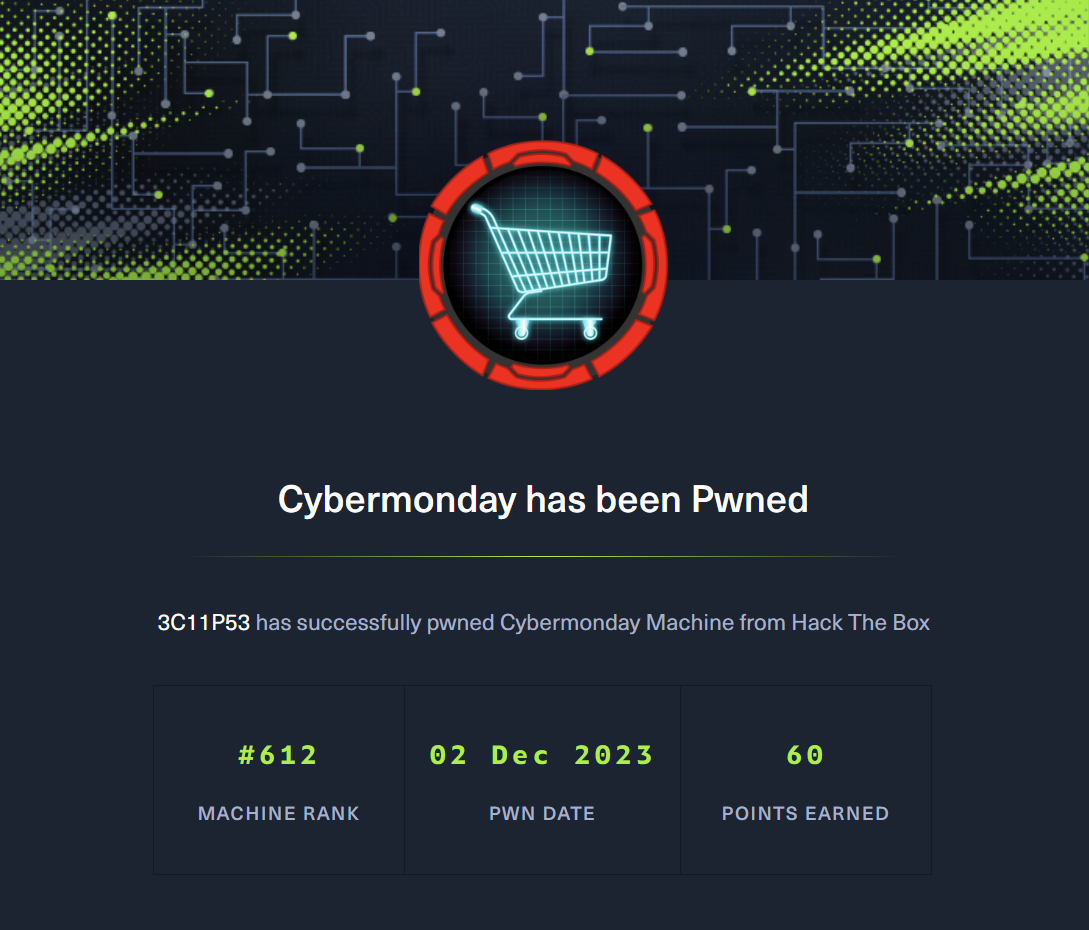 Cybermonday has been Pwned
3C11P53 has successfully pwned Cybermonday Machine from Hack The Box
#612
02 Dec 2023
60
MACHINE RANK
PWN DATE
POINTS EARNED